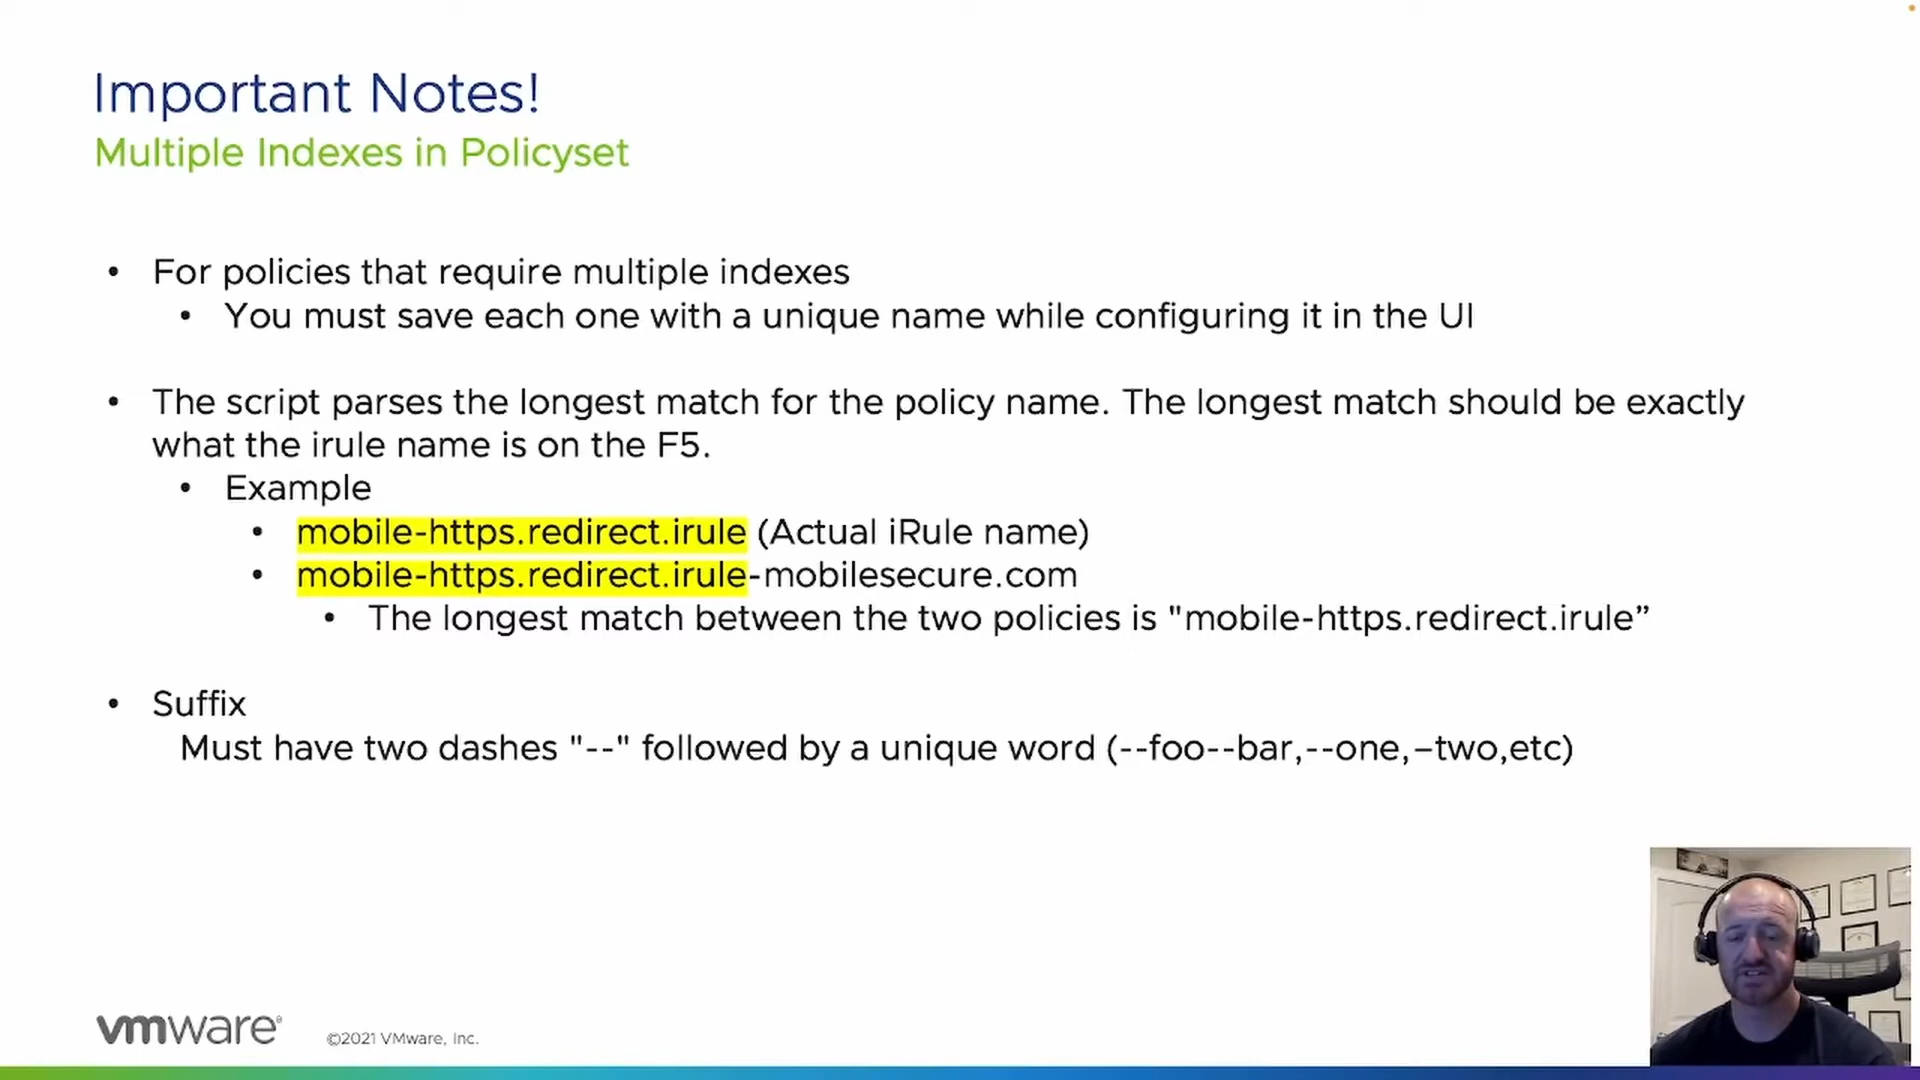 Important Notes!
Multiple Indexes in Policyset
• For policies that require multiple indexes
• You must save each one with a unique name while configuring it in the UI
• The script parses the longest match for the policy name. The longest match should be exactly
what the irule name is on the F5.
• Example
• mobile-https.redirect.irule (Actual iRule name)
• mobile-https.redirect.irule-mobilesecure.com
• The longest match between the two policies is "mobile-https.redirect.irule”
• Suffix
Must have two dashes "--" followed by a unique word (--foo--bar,--one,–two,etc)
vmware®
©2021 VMware, Inc.